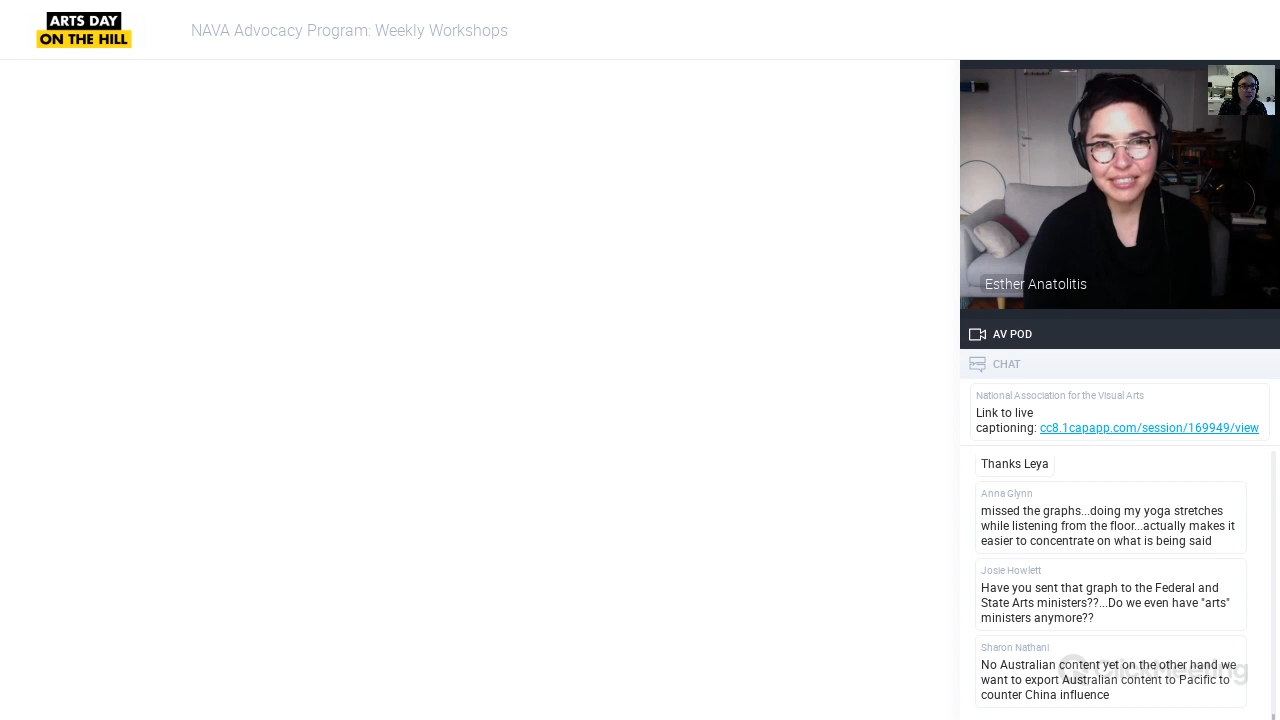 ARTS DAY
ON THE HILL
NAVA Advocacy Program: Weekly Workshops
Esther Anatolitis
AV POD
CHAT
National Association for the Visual Arts
Link to live
captioning: cc8.1capapp.com/session/169949/view
Thanks Leya
Anna Glynn
missed the graphs...doing my yoga stretches
while listening from the floor...actually makes it
easier to concentrate on what is being said
Josie Howlett
Have you sent that graph to the Federal and
State Arts ministers??...Do we even have "arts"
ministers anymore??
Sharon Nathani
No Australian content yet on the other hand we
want to export Australian content to Pacific to
counter China influence
ClickMeeting